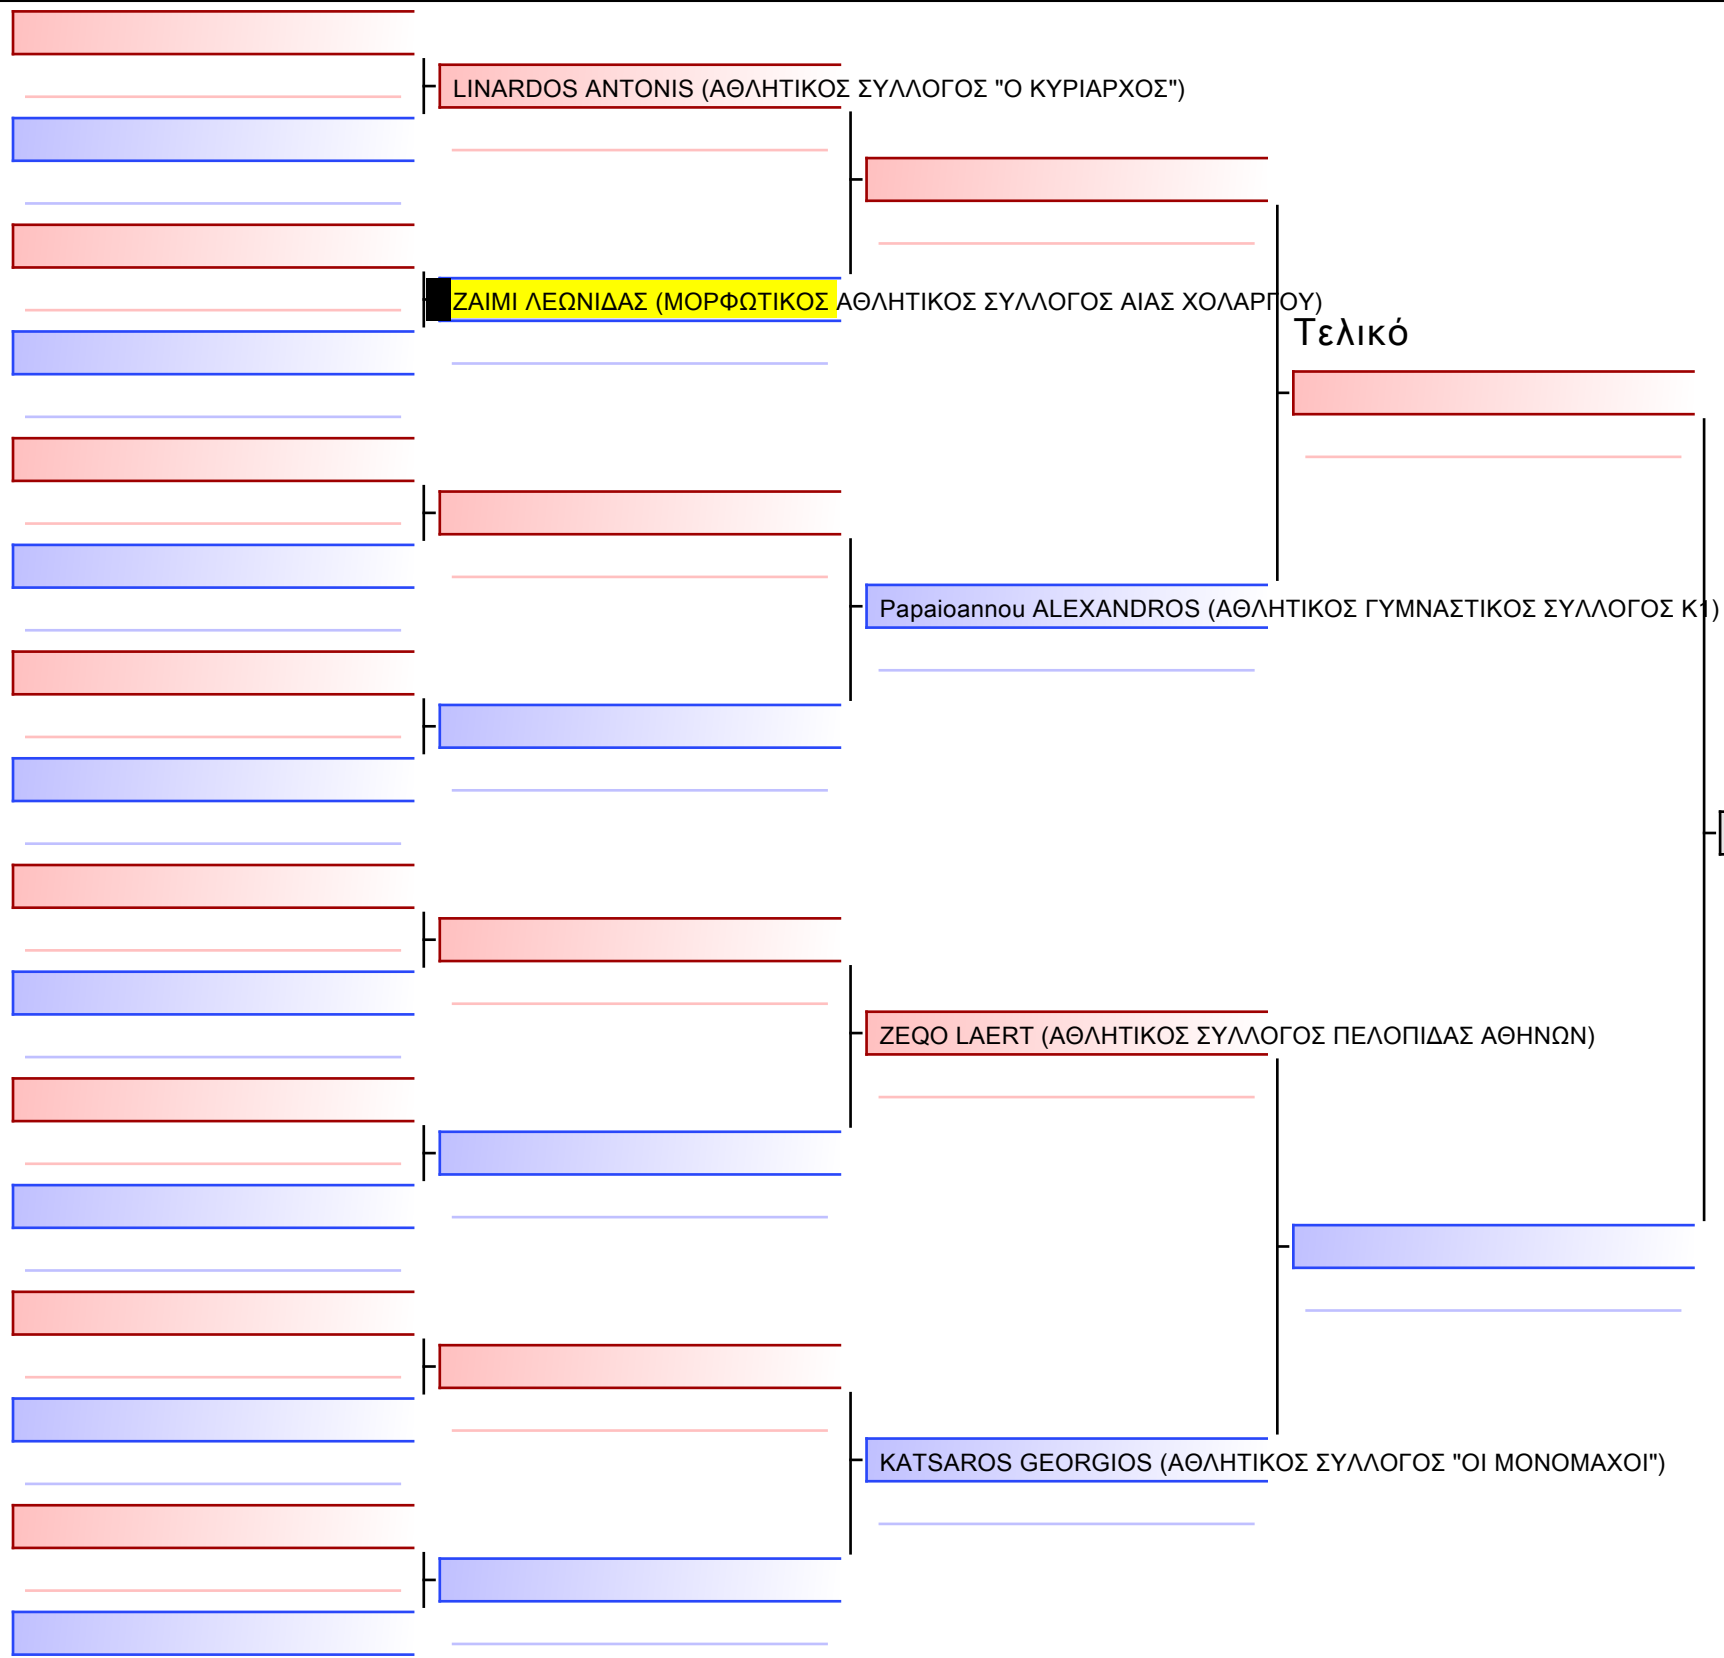 LINARDOS ANTONIS (ΑΘΛΗΤΙΚΟΣ ΣΥΛΛΟΓΟΣ "Ο ΚΥΡΙΑΡΧΟΣ")
ΖΑΙΜΙ ΛΕΩΝΙΔΑΣ (ΜΟΡΦΩΤΙΚΟΣ ΑΘΛΗΤΙΚΟΣ ΣΥΛΛΟΓΟΣ ΑΙΑΣ ΧΟΛΑΡΓΟΥ)
Τελικό
Papaioannou ALEXANDROS (ΑΘΛΗΤΙΚΟΣ ΓΥΜΝΑΣΤΙΚΟΣ ΣΥΛΛΟΓΟΣ Κ1)
ZEQO LAERT (ΑΘΛΗΤΙΚΟΣ ΣΥΛΛΟΓΟΣ ΠΕΛΟΠΙΔΑΣ ΑΘΗΝΩΝ)
KATSAROS GEORGIOS (ΑΘΛΗΤΙΚΟΣ ΣΥΛΛΟΓΟΣ "ΟΙ ΜΟΝΟΜΑΧΟΙ")